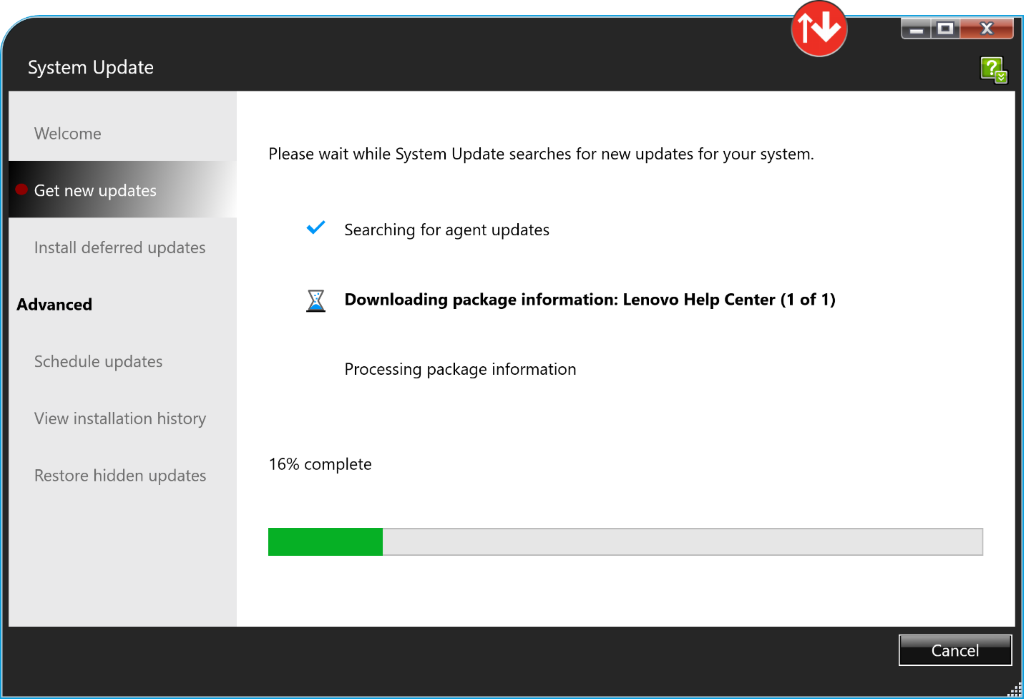 System Update
Welcome
Get new updates
Install deferred updates
Advanced
Schedule updates
View installation history
Restore hidden updates
Please wait while System Update searches for new updates for your system.
Searching for agent updates
Downloading package information: Lenovo Help Center (1 of 1)
Processing package information
16% complete
Cancel